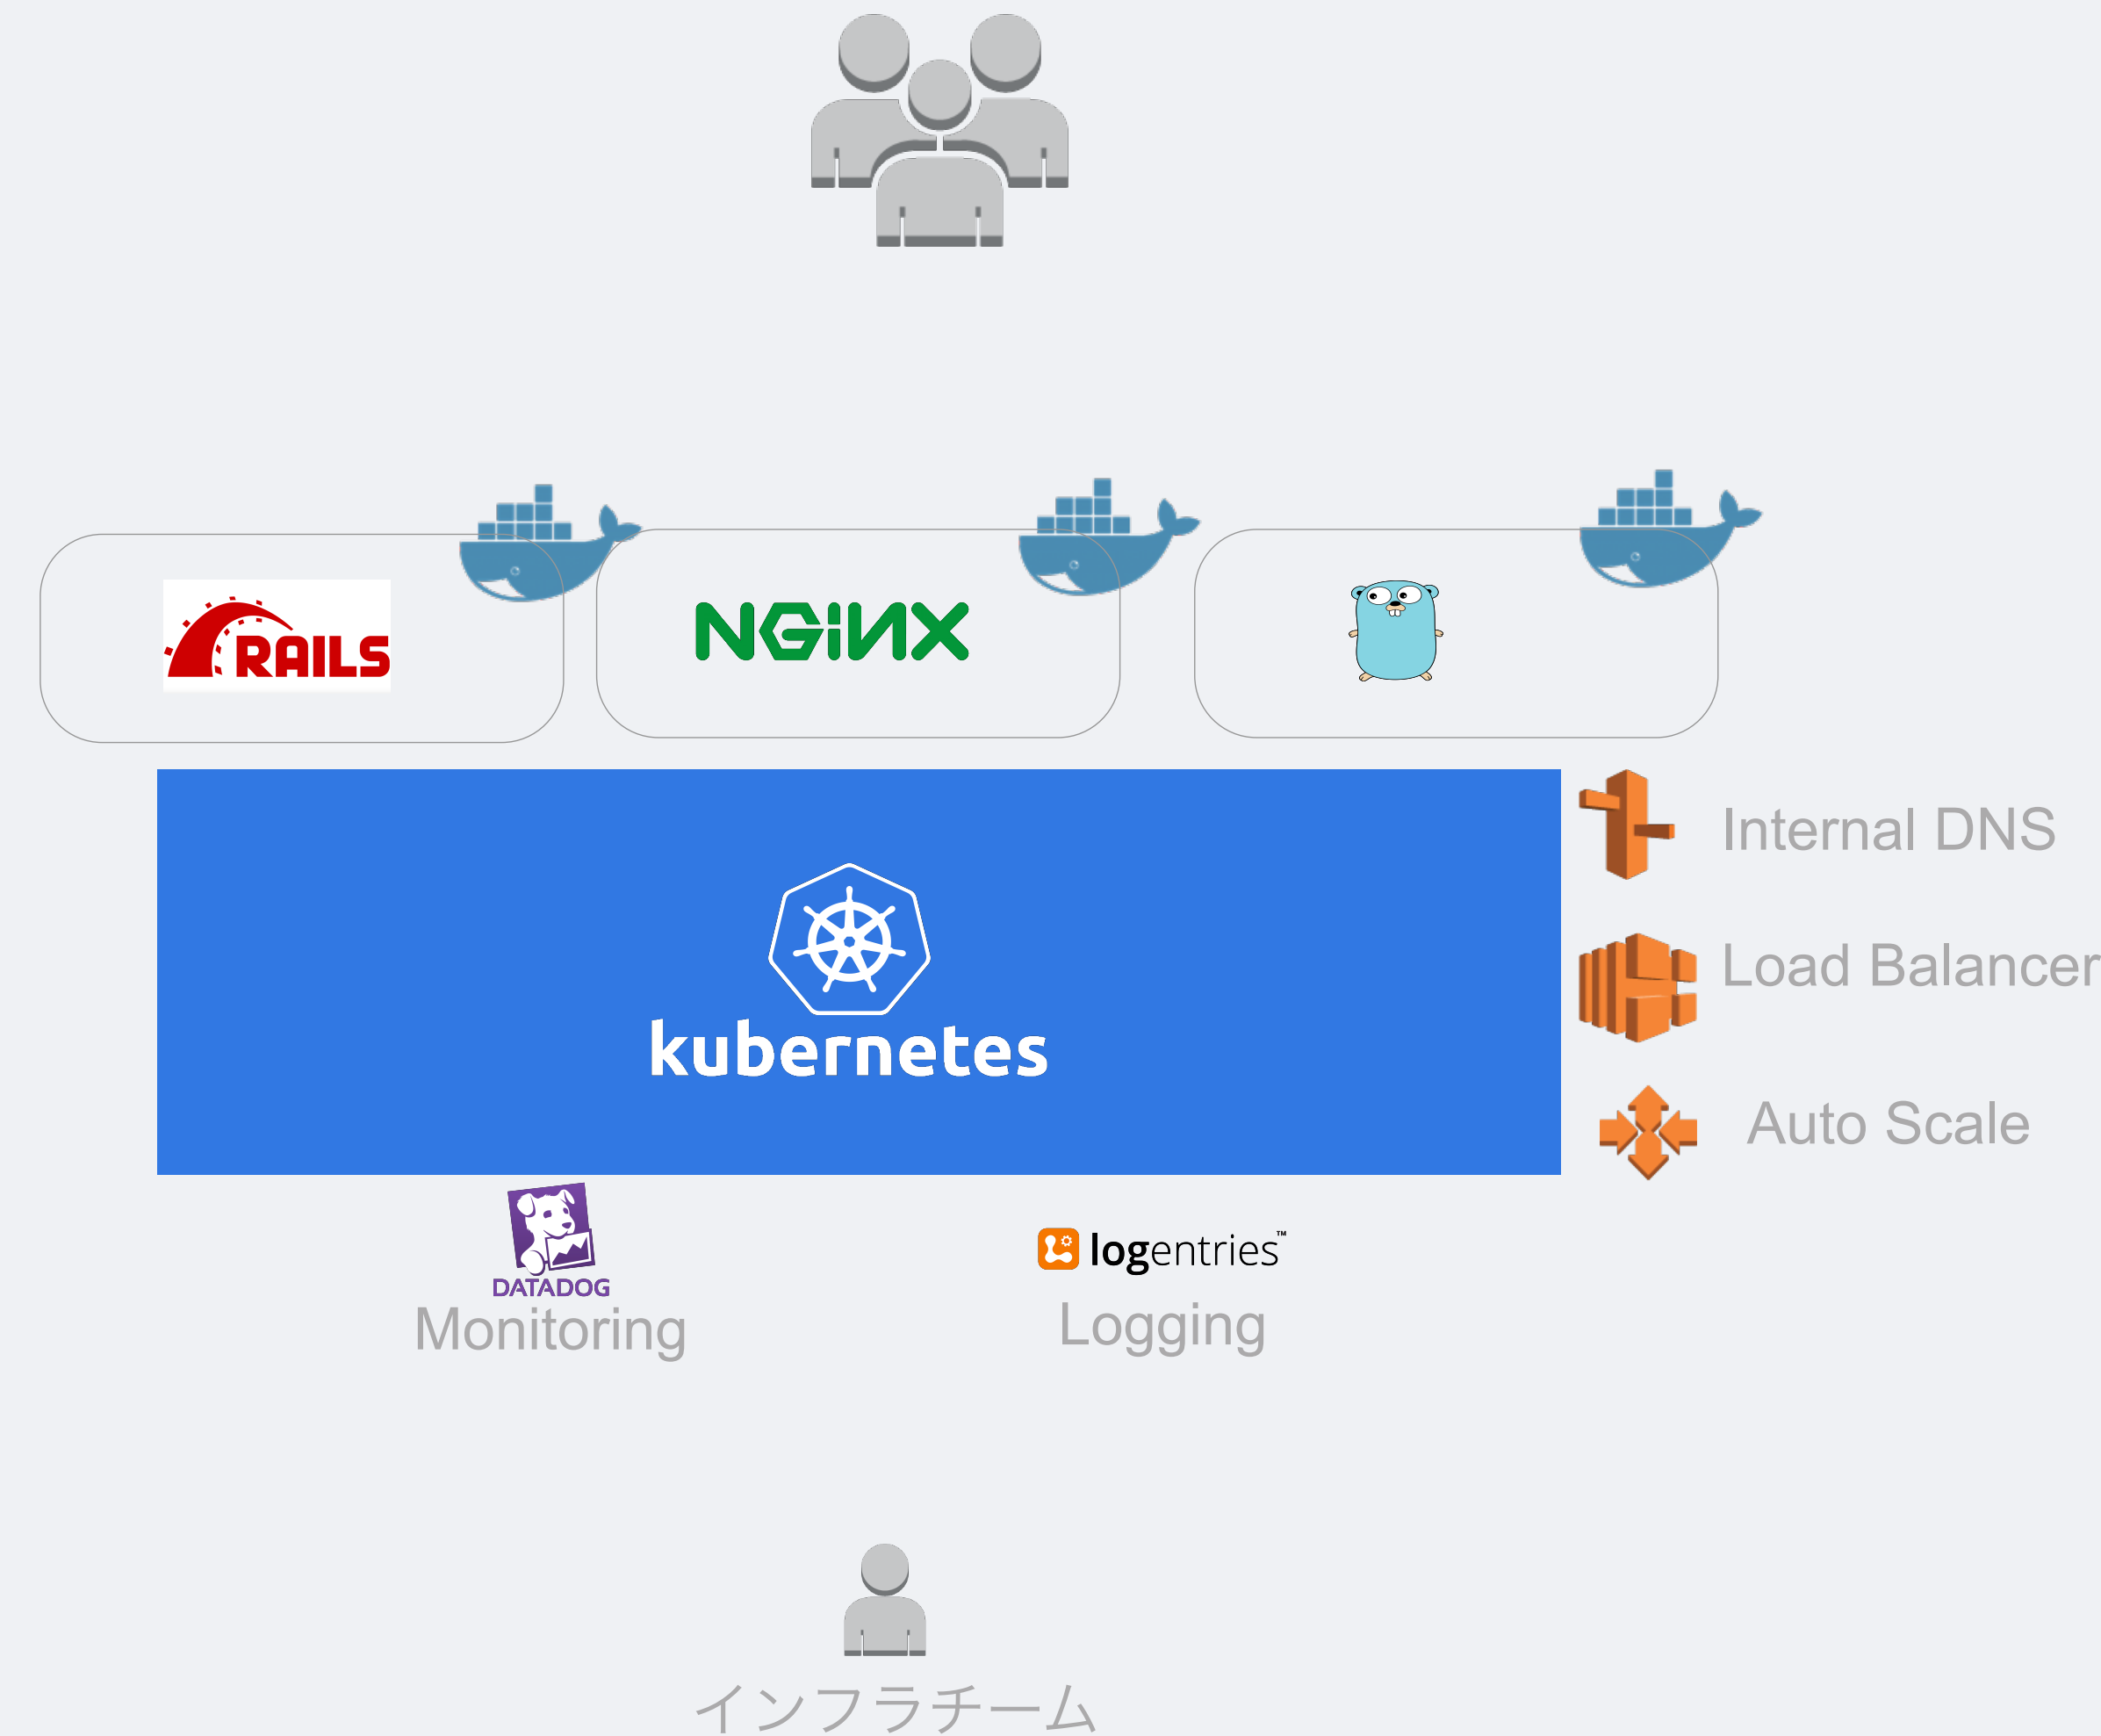 RAILS
NGiNX
Internal DNS
kubernetes
Load Balancer
Auto Scale
DATADOG
Monitoring
logentries™
Logging
インフラチーム